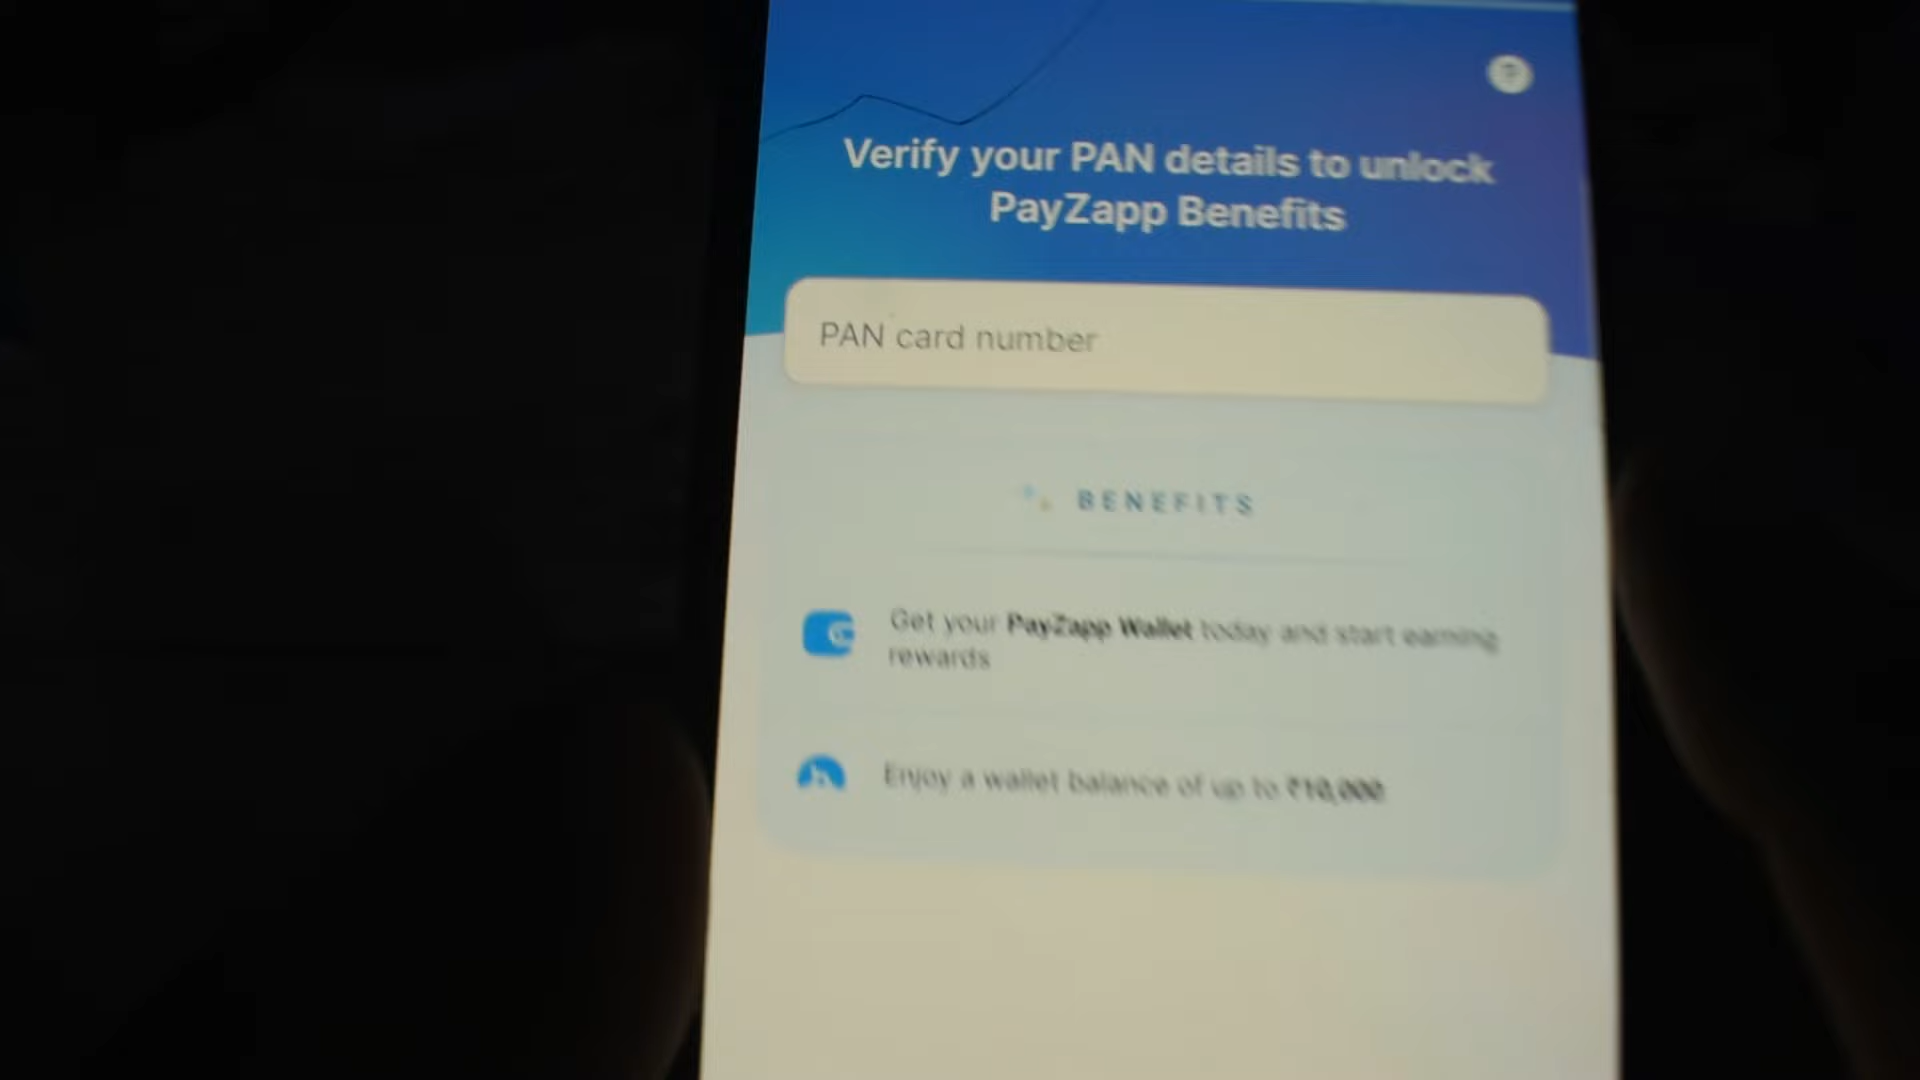 Verify your PAN details to unlock
PayZapp Benefits
PAN card number
BENEFITS
Get your PayZapp Wallet today and start earning
rewards
Enjoy a wallet balance of up to ₹10,000